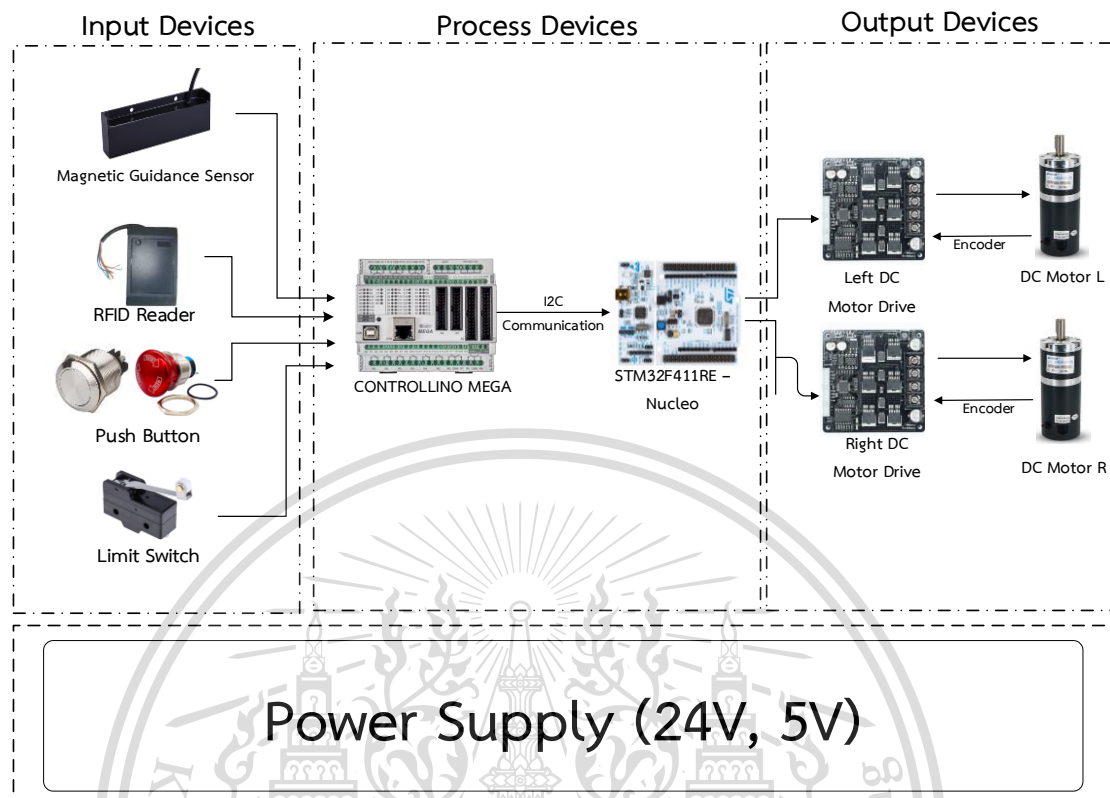 Input Devices
Process Devices
Output Devices
Magnetic Guidance Sensor
RFID Reader
Push Button
Limit Switch
MEGA
CONTROLLINO MEGA
I2C
Communication
STM32F411RE –
Nucleo
Left DC
Motor Drive
Encoder
DC Motor L
Right DC
Motor Drive
Encoder
DC Motor R
Power Supply (24V, 5V)